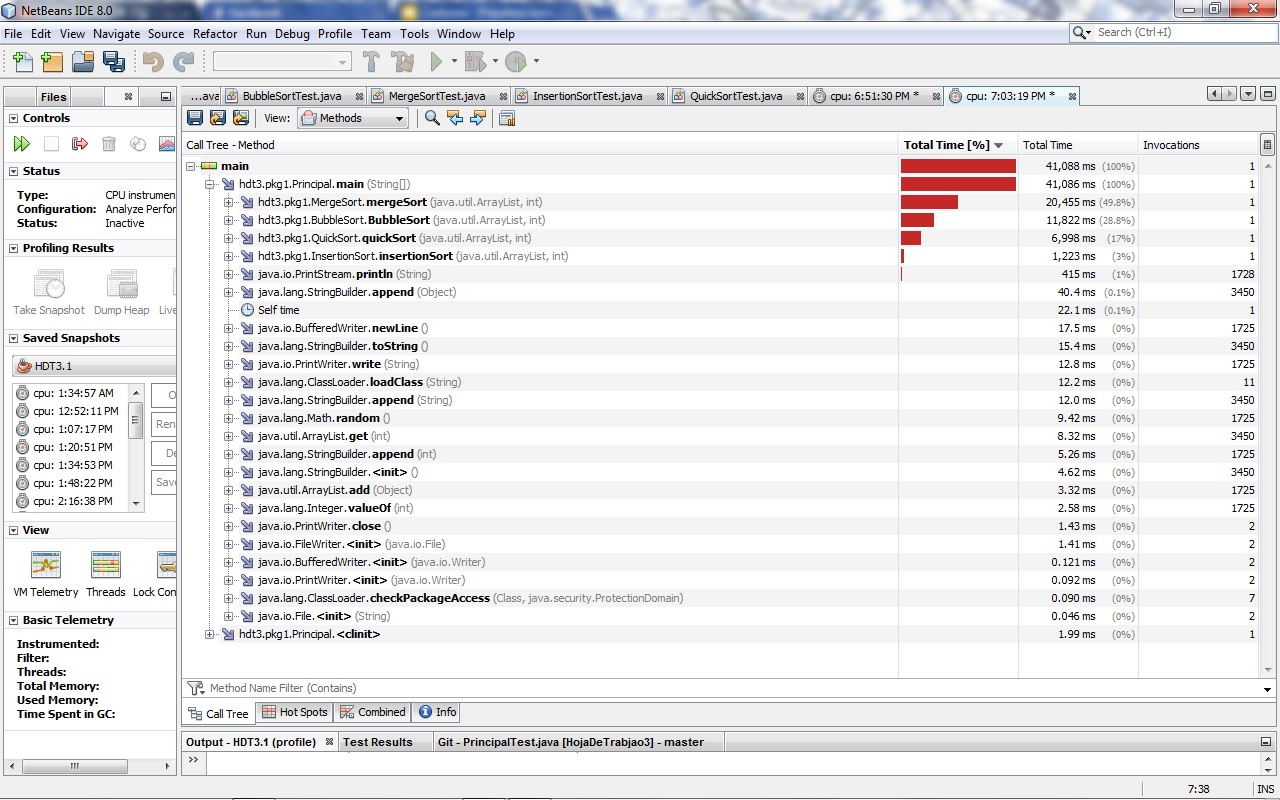 NetBeans IDE 8.0
File Edit View Navigate Source Refactor Run Debug Profile Team Tools Window Help
Search (Ctrl+I)
Files
...ava BubbleSortTest.java MergeSortTest.java InsertionSortTest.java QuickSortTest.java cpu: 6:51:30 PM * cpu: 7:03:19 PM *
Controls
Status
Type: CPU instrumen
Configuration: Analyze Perfor
Status: Inactive
Profiling Results
Take Snapshot Dump Heap Live
Saved Snapshots
HDT3.1
cpu: 1:34:57 AM
cpu: 12:52:11 PM
cpu: 1:07:17 PM
cpu: 1:20:51 PM
cpu: 1:34:53 PM
cpu: 1:48:22 PM
cpu: 2:16:38 PM
O
Ren
De
Save
View
VM Telemetry Threads Lock Con
Basic Telemetry
Instrumented:
Filter:
Threads:
Total Memory:
Used Memory:
Time Spent in GC:
View: Methods
Call Tree - Method Total Time [%] Total Time Invocations
main 41,088 ms (100%) 1
hdt3.pkg1.Principal.main (String[]) 41,086 ms (100%) 1
hdt3.pkg1.MergeSort.mergeSort (java.util.ArrayList, int) 20,455 ms (49.8%) 1
hdt3.pkg1.BubbleSort.BubbleSort (java.util.ArrayList, int) 11,822 ms (28.8%) 1
hdt3.pkg1.QuickSort.quickSort (java.util.ArrayList, int) 6,998 ms (17%) 1
hdt3.pkg1.InsertionSort.insertionSort (java.util.ArrayList, int) 1,223 ms (3%) 1
java.io.PrintStream.println (String) 415 ms (1%) 1728
java.lang.StringBuilder.append (Object) 40.4 ms (0.1%) 3450
Self time 22.1 ms (0.1%) 1
java.io.BufferedWriter.newLine () 17.5 ms (0%) 1725
java.lang.StringBuilder.toString () 15.4 ms (0%) 3450
java.io.PrintWriter.write (String) 12.8 ms (0%) 1725
java.lang.ClassLoader.loadClass (String) 12.2 ms (0%) 11
java.lang.StringBuilder.append (String) 12.0 ms (0%) 3450
java.lang.Math.random () 9.42 ms (0%) 1725
java.util.ArrayList.get (int) 8.32 ms (0%) 3450
java.lang.StringBuilder.append (int) 5.26 ms (0%) 1725
java.lang.StringBuilder.<init> () 4.62 ms (0%) 3450
java.util.ArrayList.add (Object) 3.32 ms (0%) 1725
java.lang.Integer.valueOf (int) 2.58 ms (0%) 1725
java.io.PrintWriter.close () 1.43 ms (0%) 2
java.io.FileWriter.<init> (java.io.File) 1.41 ms (0%) 2
java.io.BufferedWriter.<init> (java.io.Writer) 0.121 ms (0%) 2
java.io.PrintWriter.<init> (java.io.Writer) 0.092 ms (0%) 2
java.lang.ClassLoader.checkPackageAccess (Class, java.security.ProtectionDomain) 0.090 ms (0%) 7
java.io.File.<init> (String) 0.046 ms (0%) 2
hdt3.pkg1.Principal.<clinit> 1.99 ms (0%) 1
Method Name Filter (Contains)
Call Tree Hot Spots Combined Info
Output - HDT3.1 (profile) Test Results Git - PrincipalTest.java [HojaDeTrabjao3] - master
>>
7:38 INS